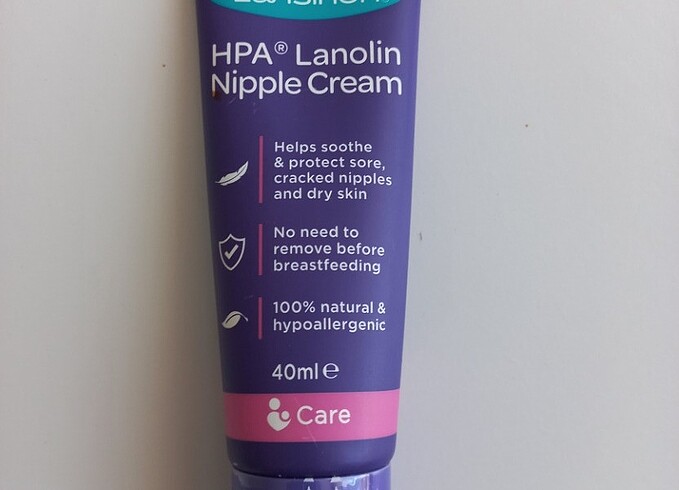 HPA® Lanolin
Nipple Cream
Helps soothe
& protect sore,
cracked nipples
and dry skin
No need to
remove before
breastfeeding
100% natural &
hypoallergenic
40ml ℮
Care